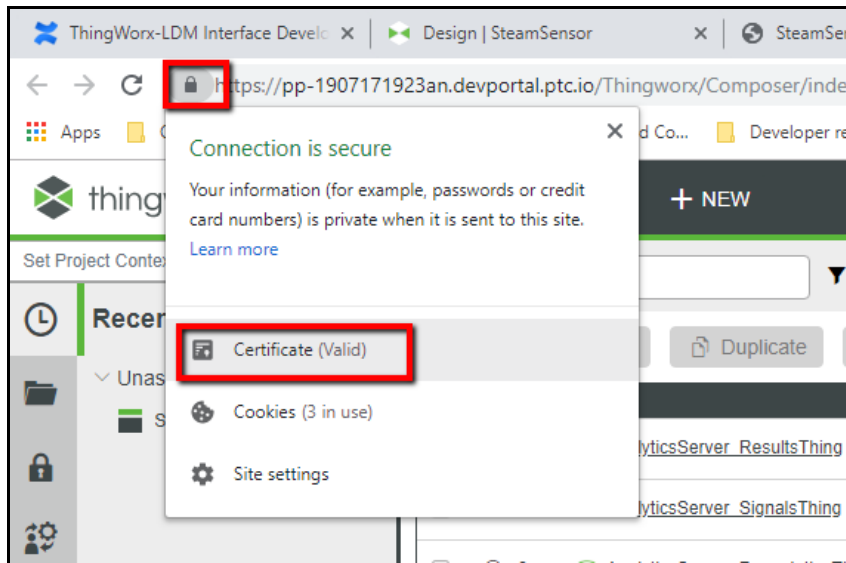 ThingWorx-LDM Interface Develo
Design | SteamSensor
SteamSe
https://pp-1907171923an.devportal.ptc.io/Thingworx/Composer/inde
Apps
d Co...
Developer re
Connection is secure
Your information (for example, passwords or credit
card numbers) is private when it is sent to this site.
Learn more
thing
+ NEW
Set Project Contex
Recen
Certificate (Valid)
Duplicate
Unas
S
Cookies (3 in use)
lyticsServer_ResultsThing
Site settings
lyticsServer_SignalsThing